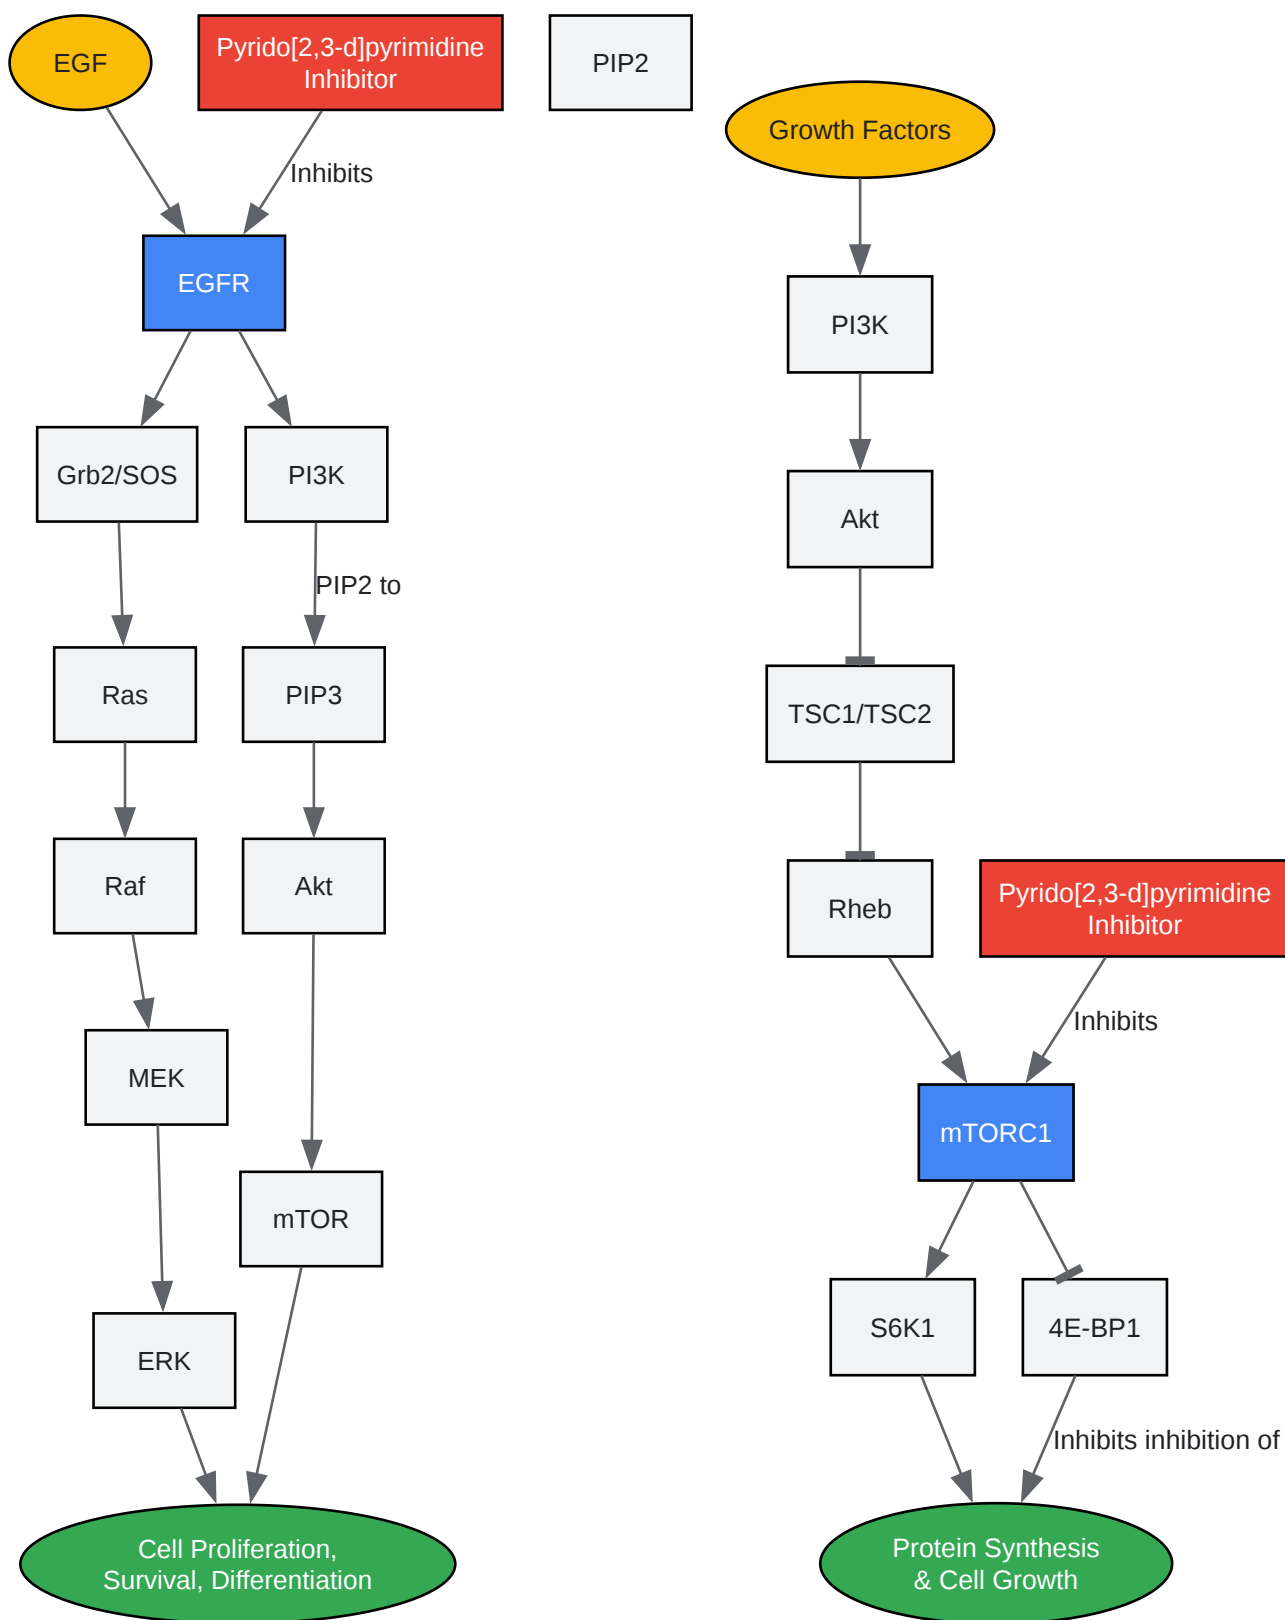 EGF
Pyrido[2,3-d]pyrimidine
Inhibitor
PIP2
Inhibits
EGFR
Grb2/SOS
PI3K
PIP2 to
Ras
PIP3
Raf
Akt
MEK
mTOR
ERK
Cell Proliferation,
Survival, Differentiation
Growth Factors
PI3K
Akt
TSC1/TSC2
Rheb
Pyrido[2,3-d]pyrimidine
Inhibitor
Inhibits
mTORC1
S6K1
4E-BP1
Inhibits inhibition of
Protein Synthesis
& Cell Growth